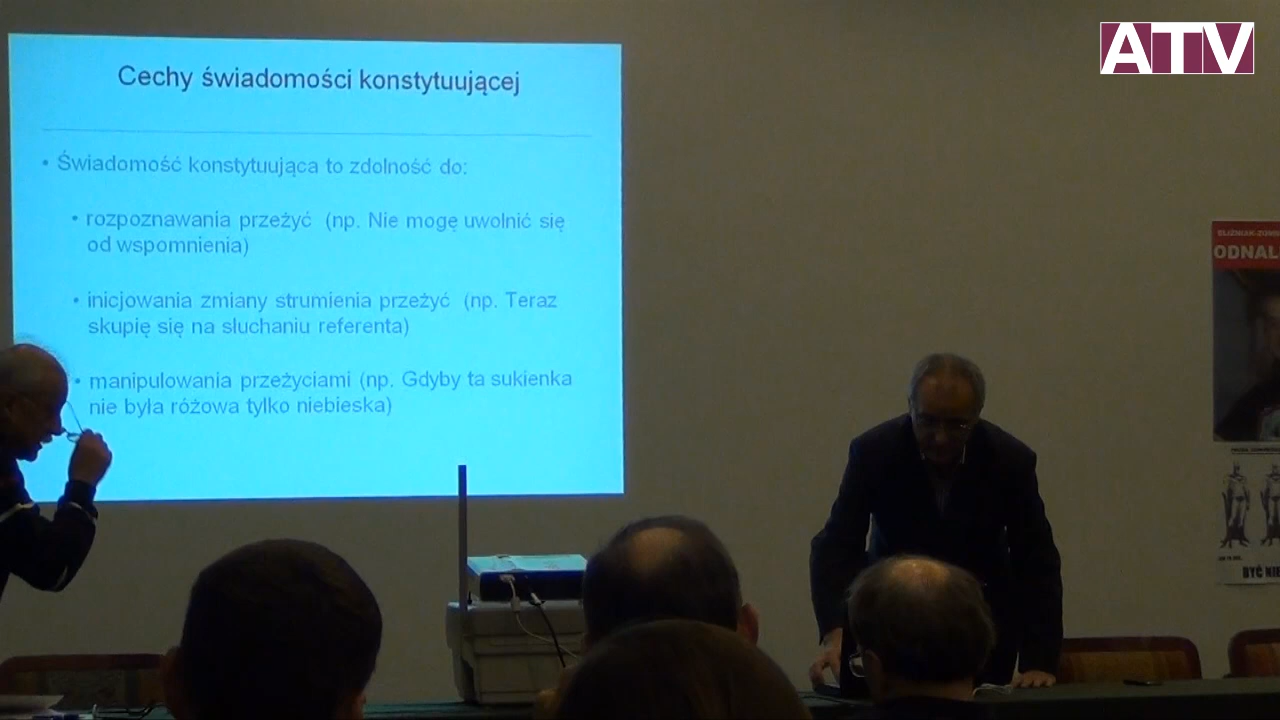 ATV
Cechy świadomości konstytuującej
• Świadomość konstytuująca to zdolność do:
• rozpoznawania przeżyć (np. Nie mogę uwolnić się
od wspomnienia)
• inicjowania zmiany strumienia przeżyć (np. Teraz
skupię się na słuchaniu referenta)
• manipulowania przeżyciami (np. Gdyby ta sukienka
nie była różowa tylko niebieska)
ODNAL
BYĆ NIE